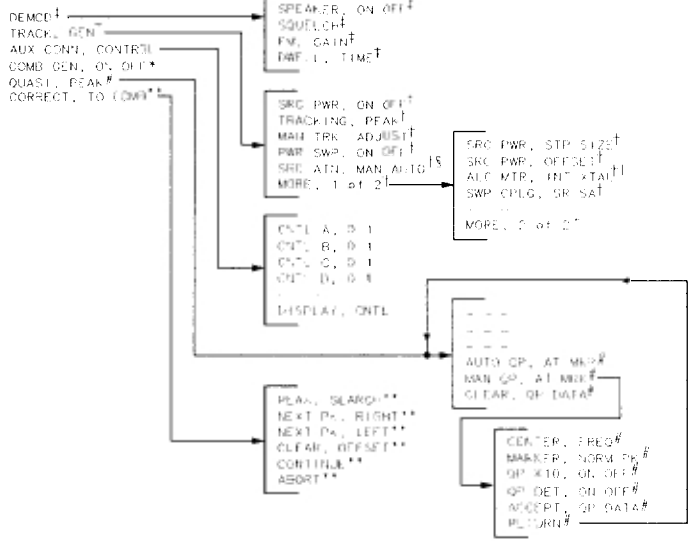 DEMOD‡
TRACK, GEN†
AUX CONN, CONTROL
COMB GEN, ON OFF*
QUASI, PEAK#
CORRECT, TO COMB**
SPEAKER, ON OFF‡
SQUELCH‡
FM, GAIN‡
DWELL, TIME‡
SRC PWR, ON OFF†
TRACKING, PEAK†
MAN TRK, ADJUST†
PWR SWP, ON OFF†
SRC ATN, MAN AUTO†§
MORE, 1 of 2†
SRC PWR, STP SIZE†
SRC PWR, OFFSET†
ALC MTR, INT XTAL††
SWP CPLG, SR SA†
- - -
MORE, 2 of 2†
CNTL A, 0 1
CNTL B, 0 1
CNTL C, 0 1
CNTL D, 0 1
- - -
DISPLAY, CNTL
- - -
- - -
- - -
AUTO QP, AT MKR#
MAN QP, AT MKR#
CLEAR, QP DATA#
PEAK, SEARCH**
NEXT PK, RIGHT**
NEXT PK, LEFT**
CLEAR, OFFSET**
CONTINUE**
ABORT**
CENTER, FREQ#
MARKER, NORM PK#
QP X10, ON OFF#
QP DET, ON OFF#
ACCEPT, QP DATA#
RETURN#